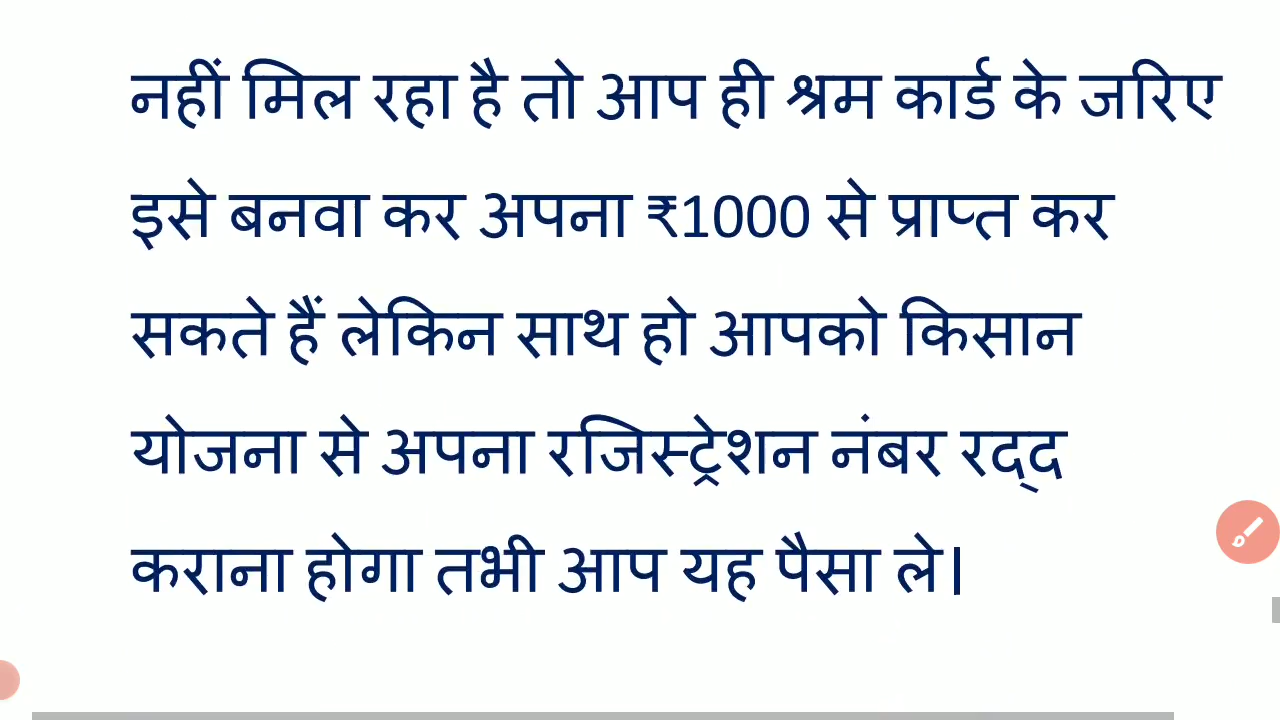 नहीं मिल रहा है तो आप ही श्रम कार्ड के जरिए
इसे बनवा कर अपना ₹1000 से प्राप्त कर
सकते हैं लेकिन साथ हो आपको किसान
योजना से अपना रजिस्ट्रेशन नंबर रद्‌द
कराना होगा तभी आप यह पैसा ले।